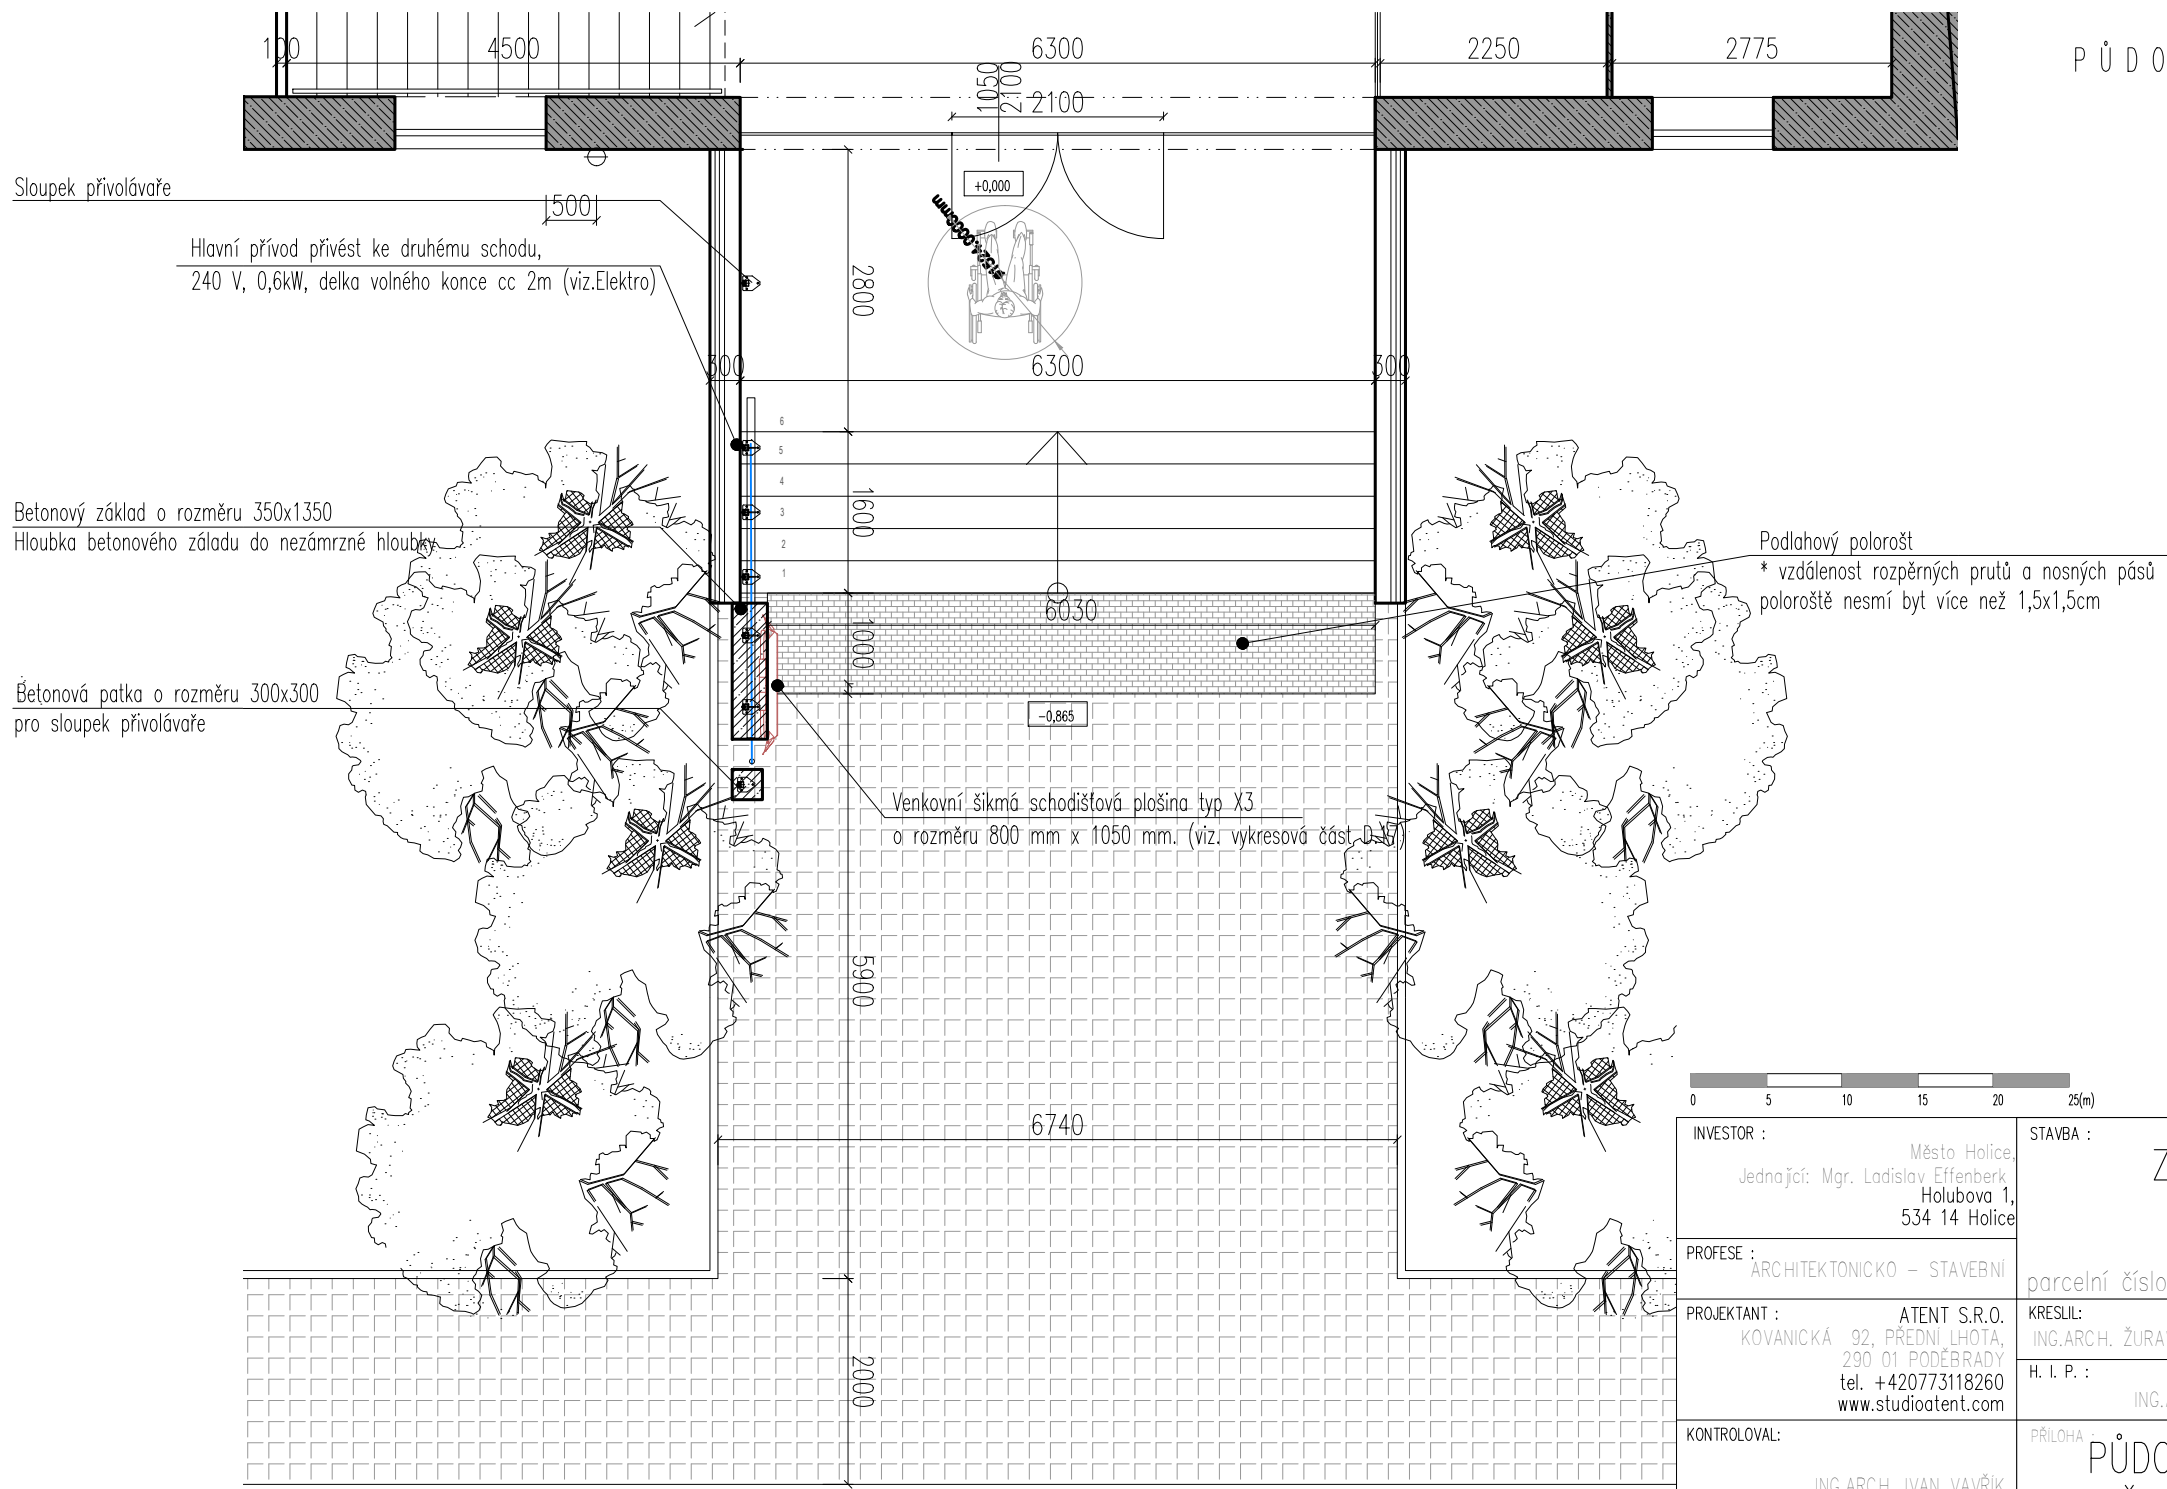 100
4500
6300
2250
2775
PŮDO
1050
2100
2100
+0,000
Sloupek přivolávaře
500
Hlavní přívod přivést ke druhému schodu,
240 V, 0,6kW, delka volného konce cc 2m (viz.Elektro)
2800
300
6300
300
6
5
4
3
2
1
1600
Betonový základ o rozměru 350x1350
Hloubka betonového záladu do nezámrzné hloubky
Podlahový polorošt
* vzdálenost rozpěrných prutů a nosných pásů
poloroště nesmí byt více než 1,5x1,5cm
6030
1000
Betonová patka o rozměru 300x300
pro sloupek přivolávaře
-0,865
Venkovní šikmá schodišťová plošina typ X3
o rozměru 800 mm x 1050 mm. (viz. vykresová část D.17)
5900
6740
2000
0 5 10 15 20 25(m)
INVESTOR :
Město Holice,
Jednající: Mgr. Ladislav Effenberk
Holubova 1,
534 14 Holice
STAVBA :
Z
PROFESE :
ARCHITEKTONICKO – STAVEBNÍ
parcelní číslo
PROJEKTANT :
ATENT S.R.O.
KOVANICKÁ 92, PŘEDNÍ LHOTA,
290 01 PODĚBRADY
tel. +420773118260
www.studioatent.com
KRESLIL:
ING.ARCH. ŽURA
H. I. P. :
ING.
KONTROLOVAL:
ING.ARCH. IVAN VAVŘÍK
PŘÍLOHA :
PŮDO